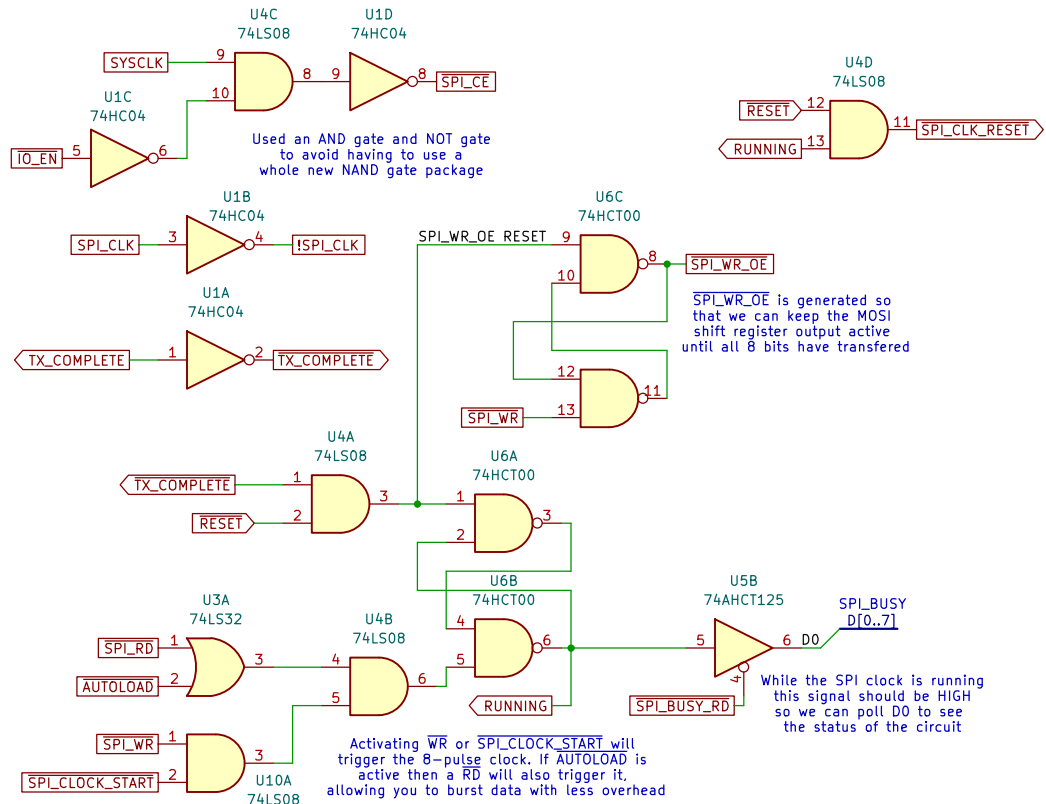 U4C
74LS08
SYSCLK
9
10
8
U1D
74HC04
9
8
SPI_CE
U1C
74HC04
IO_EN
5
6
Used an AND gate and NOT gate
to avoid having to use a
whole new NAND gate package
U4D
74LS08
RESET
12
RUNNING
13
11
SPI_CLK_RESET
U1B
74HC04
SPI_CLK
3
4
!SPI_CLK
U1A
74HC04
TX_COMPLETE
1
2
TX_COMPLETE
U6C
74HCT00
SPI_WR_OE RESET
9
10
8
SPI_WR_OE
SPI_WR_OE is generated so
that we can keep the MOSI
shift register output active
until all 8 bits have transfered
12
13
11
SPI_WR
U4A
74LS08
TX_COMPLETE
1
RESET
2
3
U6A
74HCT00
1
2
3
U6B
74HCT00
4
5
6
RUNNING
U3A
74LS32
SPI_RD
1
AUTOLOAD
2
3
U4B
74LS08
4
5
6
SPI_WR
1
SPI_CLOCK_START
2
3
U10A
74LS08
Activating WR or SPI_CLOCK_START will
trigger the 8-pulse clock. If AUTOLOAD is
active then a RD will also trigger it,
allowing you to burst data with less overhead
U5B
74AHCT125
5
6
4
D0
SPI_BUSY
D[0..7]
SPI_BUSY_RD
While the SPI clock is running
this signal should be HIGH
so we can poll D0 to see
the status of the circuit